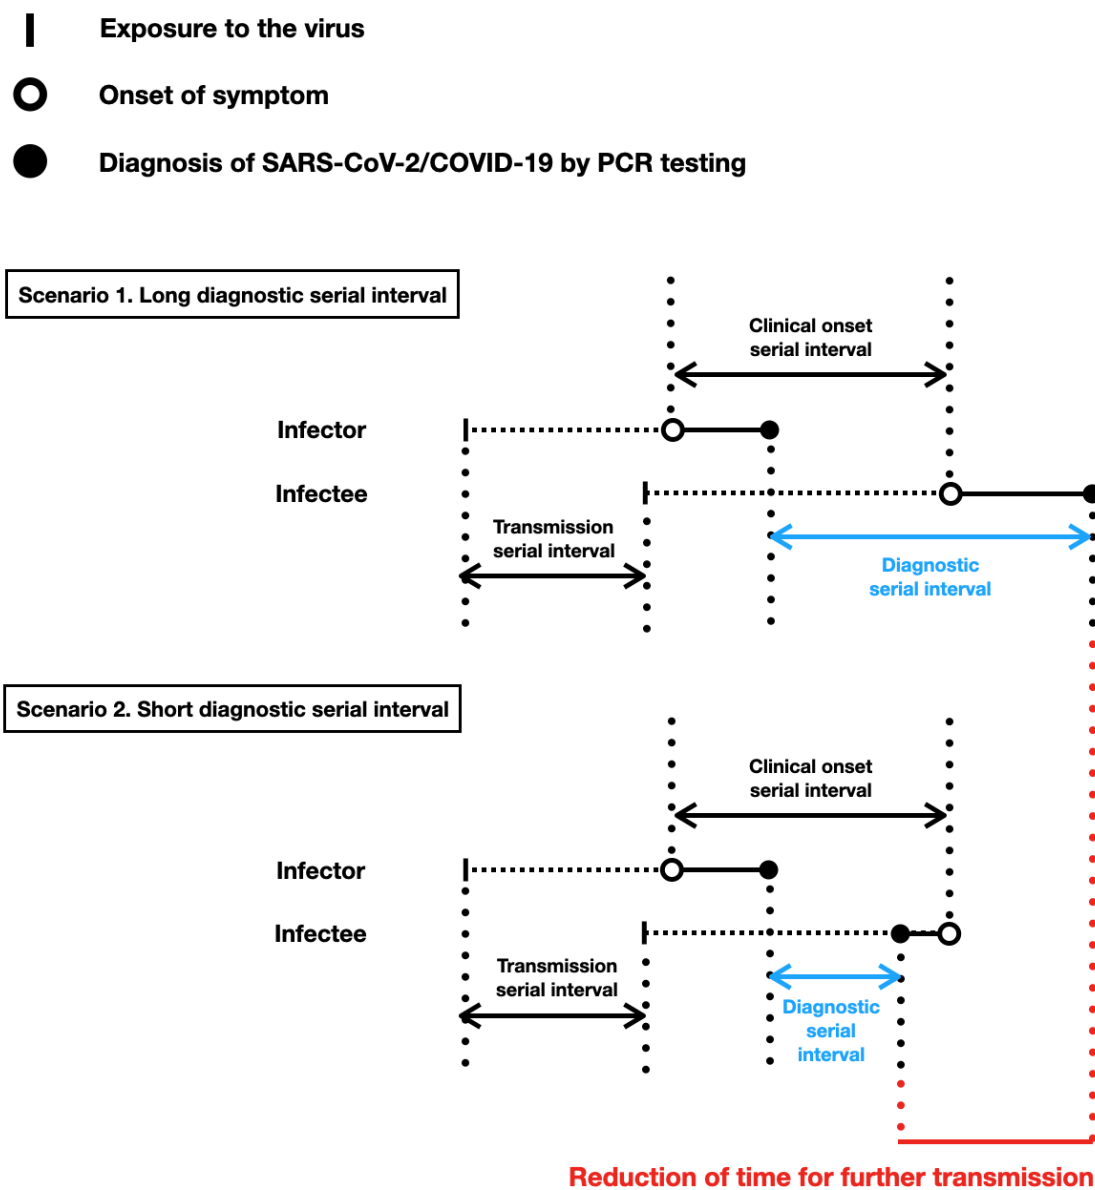 Exposure to the virus
Onset of symptom
Diagnosis of SARS-CoV-2/COVID-19 by PCR testing
Scenario 1. Long diagnostic serial interval
Clinical onset
serial interval
Infector
Infectee
Transmission
serial interval
Diagnostic
serial interval
Scenario 2. Short diagnostic serial interval
Clinical onset
serial interval
Infector
Infectee
Transmission
serial interval
Diagnostic
serial
interval
Reduction of time for further transmission